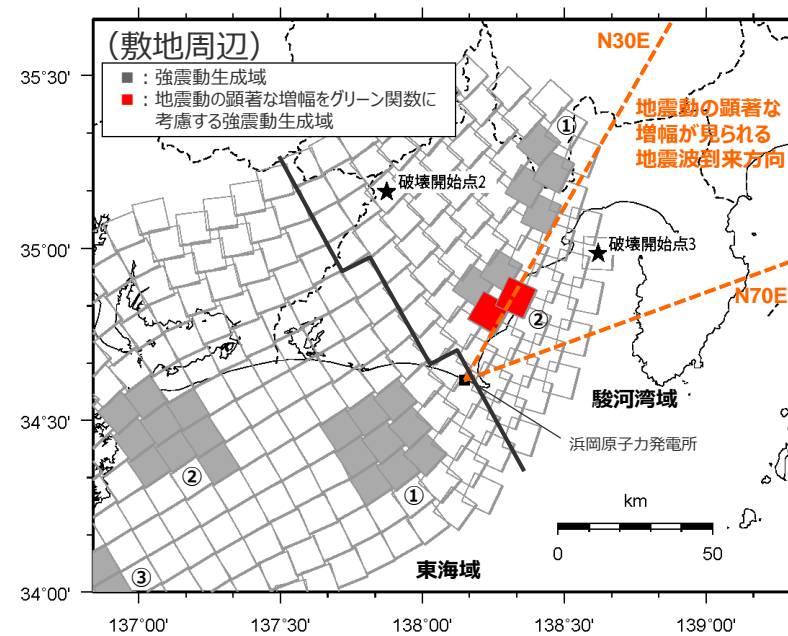 （敷地周辺）
■ ：強震動生成域
■ ：地震動の顕著な増幅をグリーン関数に
考慮する強震動生成域
N30E
地震動の顕著な
増幅が見られる
地震波到来方向
①
破壊開始点2
破壊開始点3
N70E
②
駿河湾域
浜岡原子力発電所
②
①
③
東海域
km
0
50
35°30'
35°00'
34°30'
34°00'
137°00'
137°30'
138°00'
138°30'
139°00'